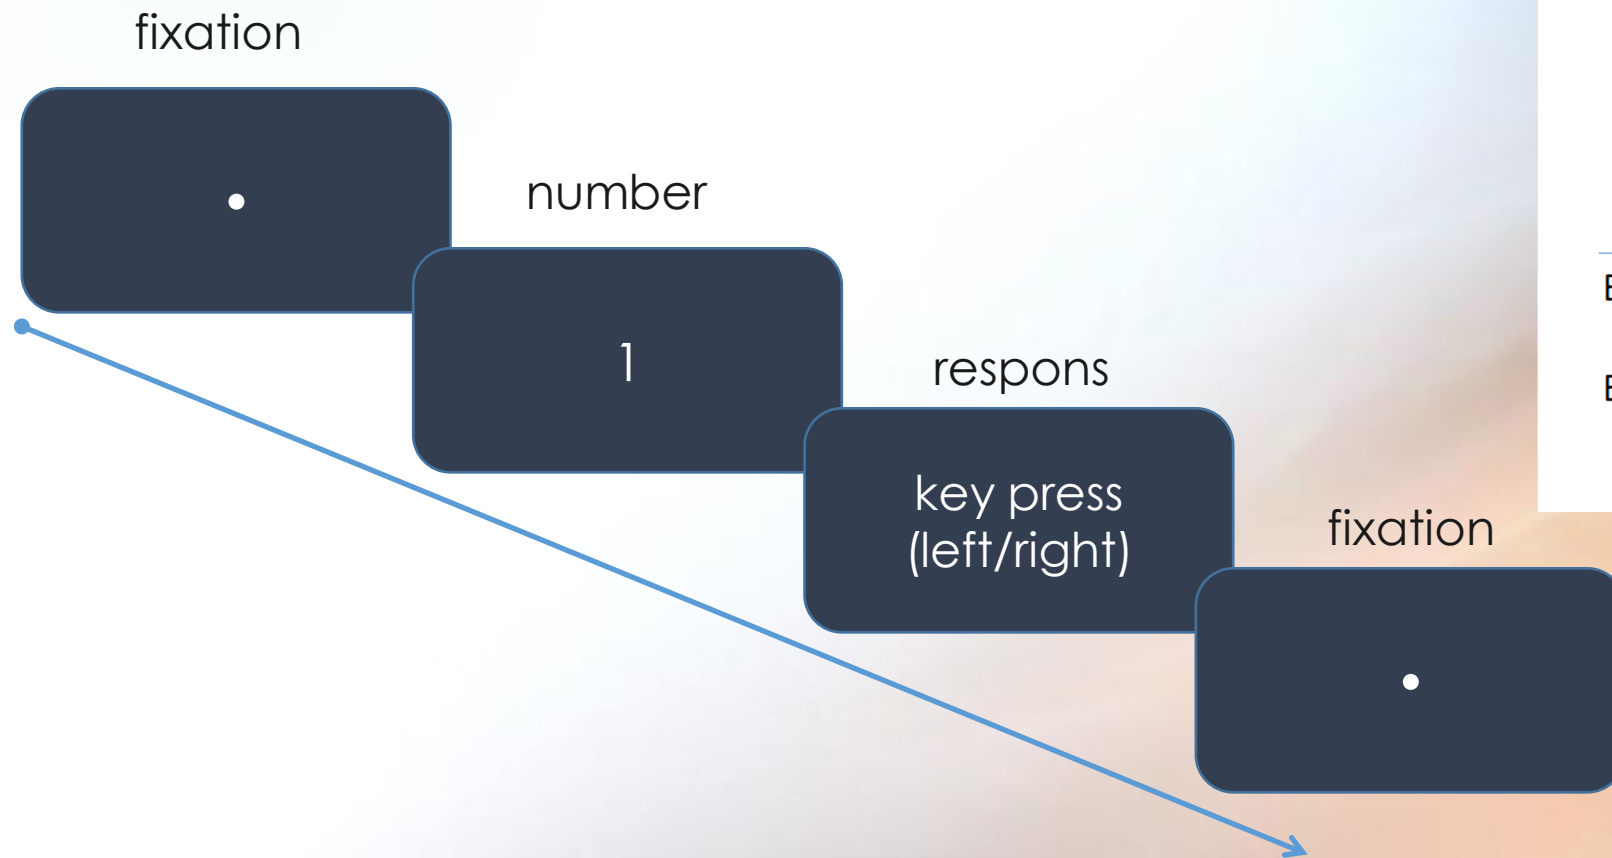 fixation
number
1
respons
key press
(left/right)
fixation